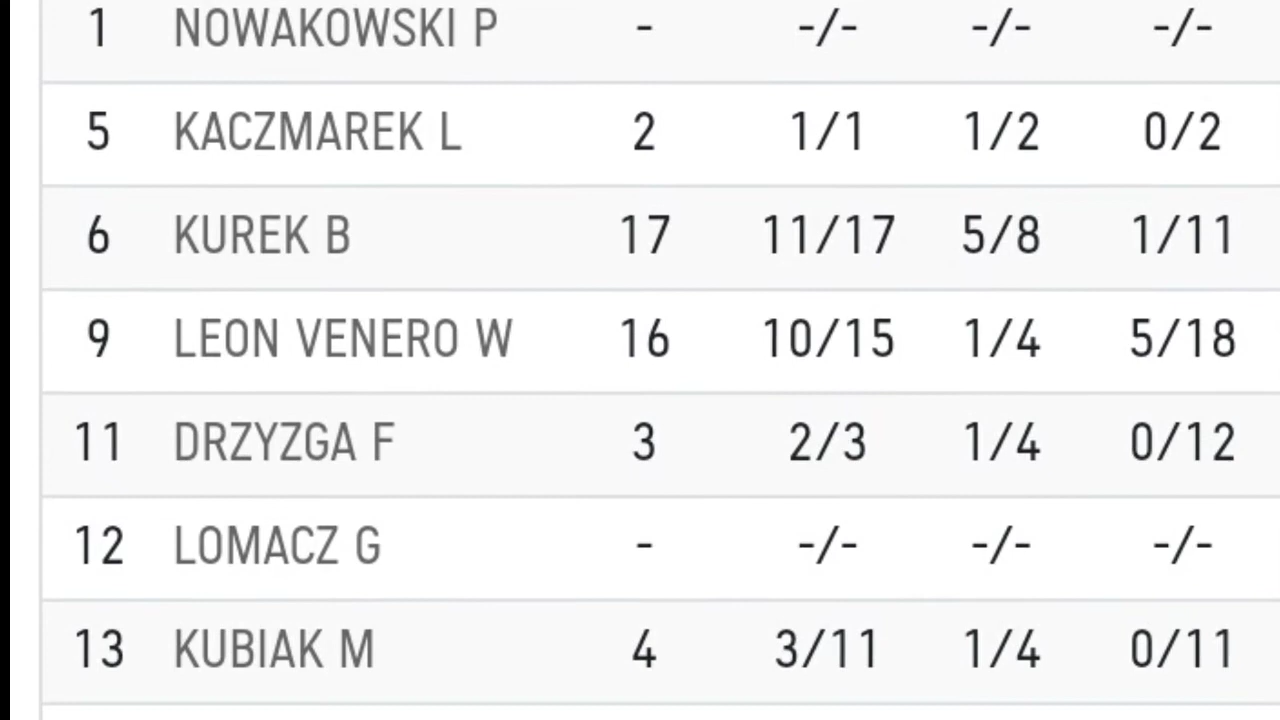 1 NOWAKOWSKI P - -/- -/- -/-
5 KACZMAREK L 2 1/1 1/2 0/2
6 KUREK B 17 11/17 5/8 1/11
9 LEON VENERO W 16 10/15 1/4 5/18
11 DRZYZGA F 3 2/3 1/4 0/12
12 LOMACZ G - -/- -/- -/-
13 KUBIAK M 4 3/11 1/4 0/11